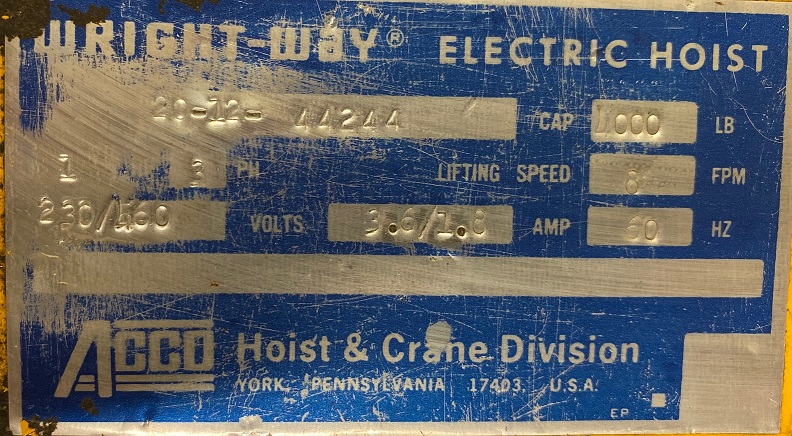 WRIGHT-WAY® ELECTRIC HOIST
20-12- 44244 CAP 1000 LB
1 3 PH LIFTING SPEED 8 FPM
230/460 VOLTS 3.6/1.8 AMP 60 HZ
ACCO Hoist & Crane Division
YORK, PENNSYLVANIA 17403, U.S.A.
EP